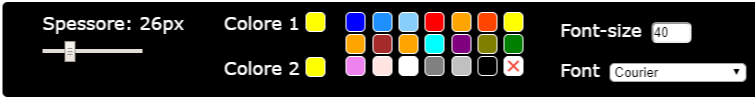 Spessore: 26px
Colore 1
Colore 2
Font-size 40
Font Courier